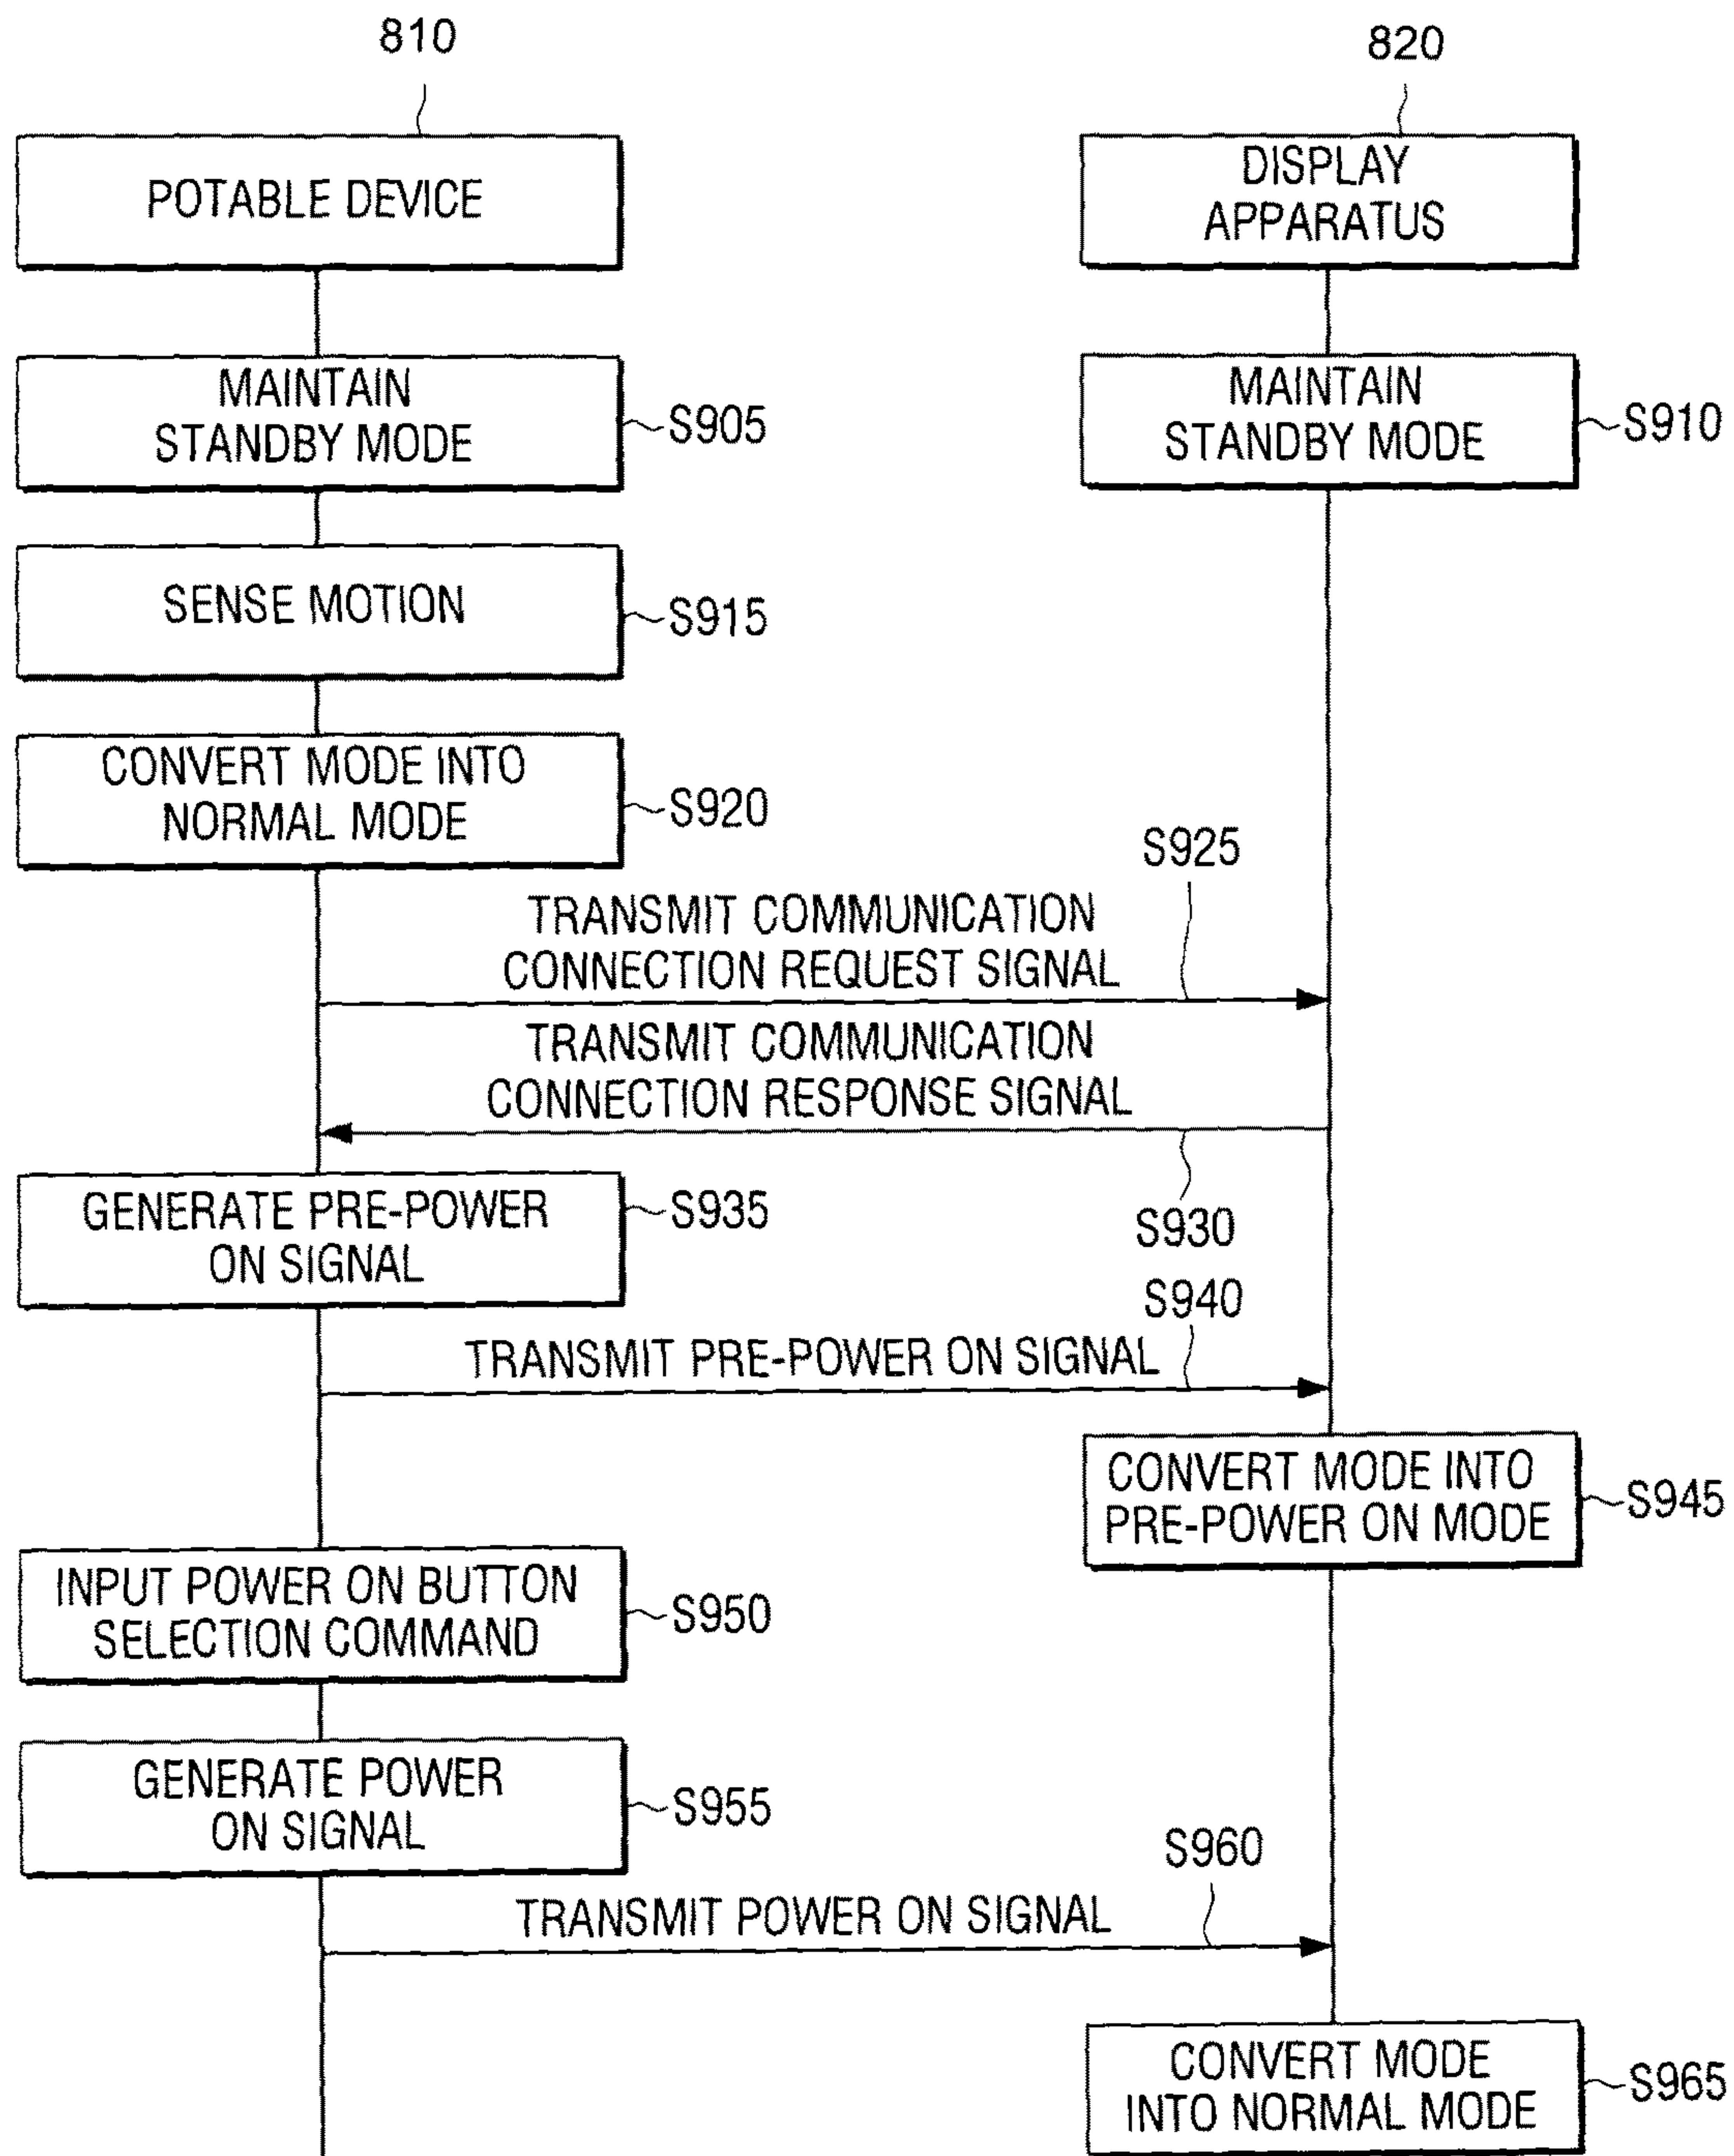 810
820
POTABLE DEVICE
DISPLAY
APPARATUS
MAINTAIN
STANDBY MODE
S905
MAINTAIN
STANDBY MODE
S910
SENSE MOTION
S915
CONVERT MODE INTO
NORMAL MODE
S920
S925
TRANSMIT COMMUNICATION
CONNECTION REQUEST SIGNAL
TRANSMIT COMMUNICATION
CONNECTION RESPONSE SIGNAL
S930
GENERATE PRE-POWER
ON SIGNAL
S935
S940
TRANSMIT PRE-POWER ON SIGNAL
CONVERT MODE INTO
PRE-POWER ON MODE
S945
INPUT POWER ON BUTTON
SELECTION COMMAND
S950
GENERATE POWER
ON SIGNAL
S955
S960
TRANSMIT POWER ON SIGNAL
CONVERT MODE
INTO NORMAL MODE
S965